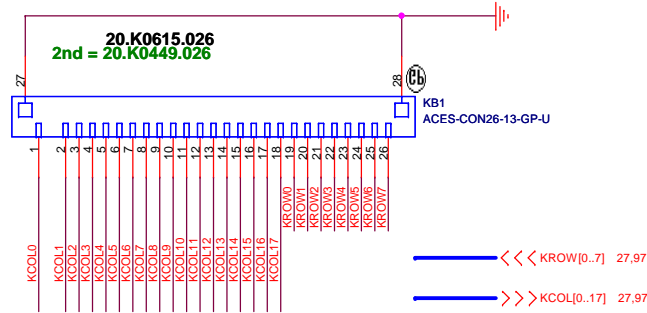 20.K0615.026
2nd = 20.K0449.026
27
28
KB1
ACES-CON26-13-GP-U
1
2
3
4
5
6
7
8
9
10
11
12
13
14
15
16
17
18
19
20
21
22
23
24
25
26
KCOL0
KCOL1
KCOL2
KCOL3
KCOL4
KCOL5
KCOL6
KCOL7
KCOL8
KCOL9
KCOL10
KCOL11
KCOL12
KCOL13
KCOL14
KCOL15
KCOL16
KCOL17
KROW0
KROW1
KROW2
KROW3
KROW4
KROW5
KROW6
KROW7
KROW[0..7] 27,97
KCOL[0..17] 27,97